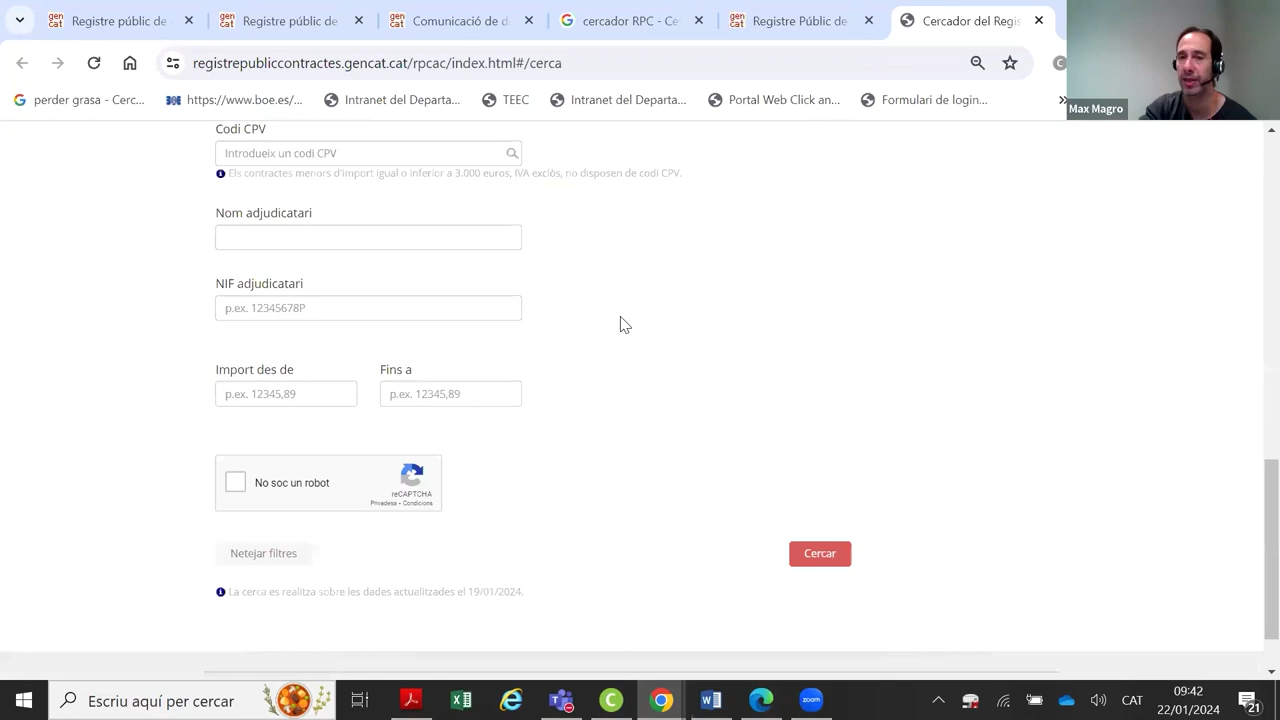 Registre públic de
Registre públic de
Comunicació de d
cercador RPC - Ce
Registre Públic de
Cercador del Regis
registrepubliccontractes.gencat.cat/rpcac/index.html#/cerca
perder grasa - Cerc...
https://www.boe.es/...
Intranet del Departa...
TEEC
Intranet del Departa...
Portal Web Click an...
Formulari de login...
Max Magro
Codi CPV
Introdueix un codi CPV
Els contractes menors d'import igual o inferior a 3.000 euros, IVA exclòs, no disposen de codi CPV.
Nom adjudicatari
NIF adjudicatari
p.ex. 12345678P
Import des de
Fins a
p.ex. 12345,89
p.ex. 12345,89
No soc un robot
reCAPTCHA
Privadesa - Condicions
Netejar filtres
Cercar
La cerca es realitza sobre les dades actualitzades el 19/01/2024.
Escriu aquí per cercar
CAT
09:42
22/01/2024
21